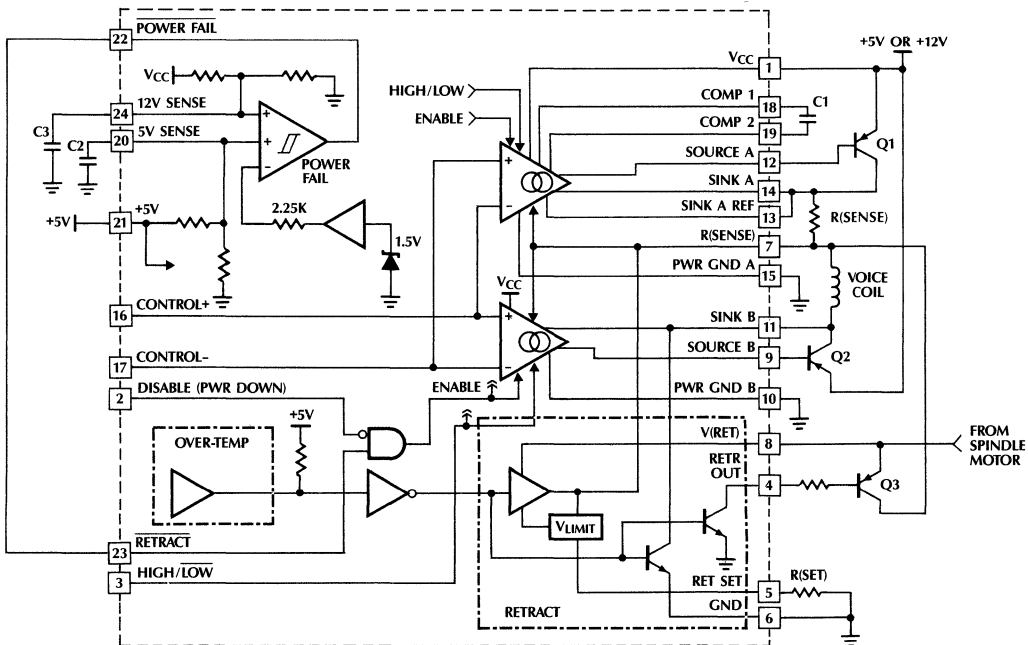 POWER FAIL
22
VCC
24
12V SENSE
C3
20
5V SENSE
C2
+
+
−
POWER
FAIL
+5V
21
+5V
2.25K
1.5V
16
CONTROL+
17
CONTROL−
2
DISABLE (PWR DOWN)
+5V
OVER-TEMP
23
RETRACT
3
HIGH/LOW
HIGH/LOW
ENABLE
+
−
VCC
+
−
ENABLE
VLIMIT
RETRACT
VCC
1
+5V OR +12V
COMP 1
18
C1
COMP 2
19
SOURCE A
12
Q1
SINK A
14
SINK A REF
13
R(SENSE)
R(SENSE)
7
PWR GND A
15
VOICE
COIL
SINK B
11
SOURCE B
9
Q2
PWR GND B
10
V(RET)
8
FROM
SPINDLE
MOTOR
RETR
OUT
4
Q3
RET SET
5
R(SET)
GND
6